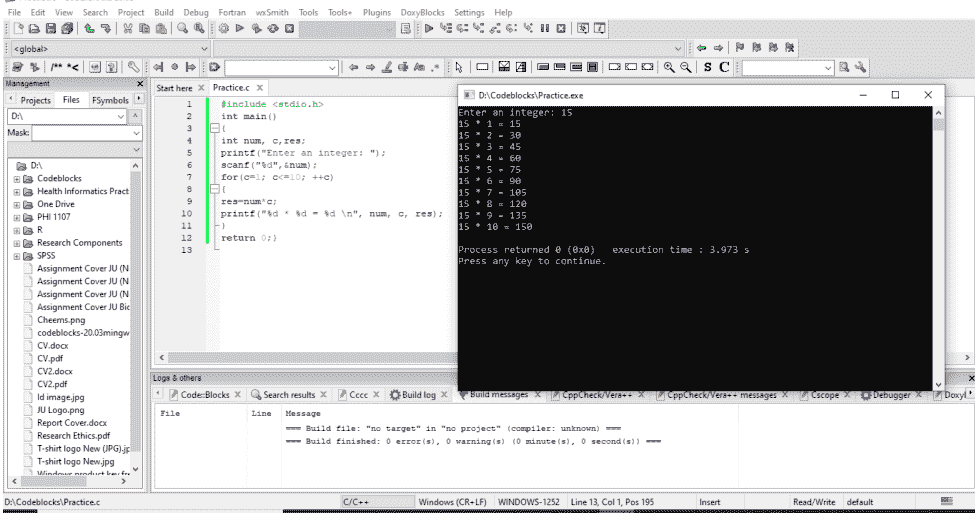 File Edit View Search Project Build Debug Fortran wxSmith Tools Tools+ Plugins DoxyBlocks Settings Help
<global>
/** *<
.*
S C
Management
Projects Files FSymbols
D:\
Mask:
D:\
Codeblocks
Health Informatics Pract
One Drive
PHI 1107
R
Research Components
SPSS
Assignment Cover JU (N
Assignment Cover JU (N
Assignment Cover JU (N
Assignment Cover JU Bic
Cheems.png
codeblocks-20.03mingw
CV.docx
CV.pdf
CV2.docx
CV2.pdf
Id image.jpg
JU Logo.png
Report Cover.docx
Research Ethics.pdf
T-shirt logo New (JPG).jp
T-shirt logo New.jpg
Windows product key
Start here Practice.c
1 #include <stdio.h>
2 int main()
3 {
4 int num, c,res;
5 printf("Enter an integer: ");
6 scanf("%d",&num);
7 for(c=1; c<=10; ++c)
8 {
9 res=num*c;
10 printf("%d * %d = %d \n", num, c, res);
11 }
12 return 0;}
13
D:\Codeblocks\Practice.exe
Enter an integer: 15
15 * 1 = 15
15 * 2 = 30
15 * 3 = 45
15 * 4 = 60
15 * 5 = 75
15 * 6 = 90
15 * 7 = 105
15 * 8 = 120
15 * 9 = 135
15 * 10 = 150
Process returned 0 (0x0) execution time : 3.973 s
Press any key to continue.
Logs & others
Code::Blocks Search results Cccc Build log Build messages CppCheck/Vera++ CppCheck/Vera++ messages Cscope Debugger Doxyl
File Line Message
=== Build file: "no target" in "no project" (compiler: unknown) ===
=== Build finished: 0 error(s), 0 warning(s) (0 minute(s), 0 second(s)) ===
D:\Codeblocks\Practice.c C/C++ Windows (CR+LF) WINDOWS-1252 Line 13, Col 1, Pos 195 Insert Read/Write default